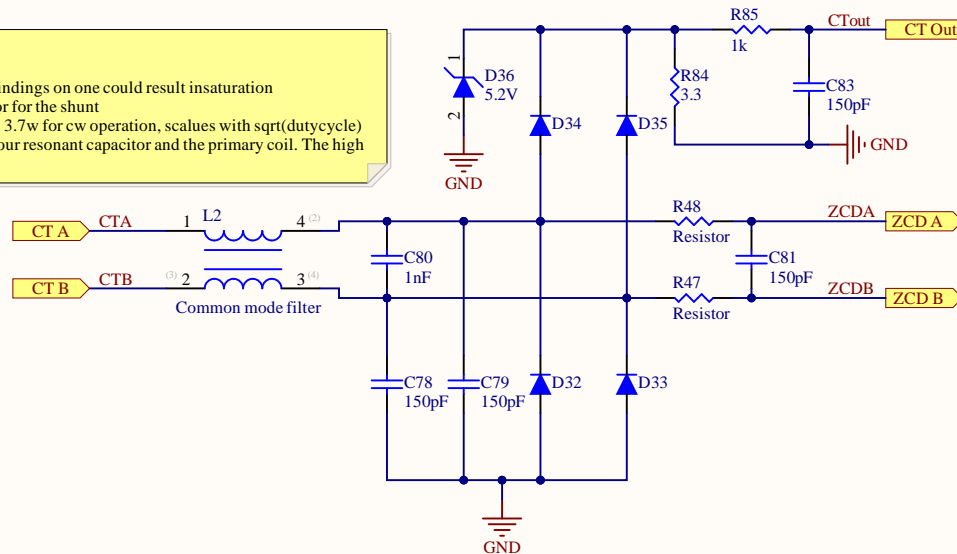 indings on one could result insaturation
or for the shunt
3.7w for cw operation, scalues with sqrt(dutycycle)
our resonant capacitor and the primary coil. The high
R85
1k
CTout
CT Out
1
D36
5.2V
2
GND
R84
3.3
C83
150pF
GND
D34
D35
CT A
CTA
1
L2
4 (2)
R48
Resistor
ZCDA
ZCD A
C80
1nF
C81
150pF
CT B
CTB
(3) 2
3 (4)
Common mode filter
R47
Resistor
ZCDB
ZCD B
C78
150pF
C79
150pF
D32
D33
GND